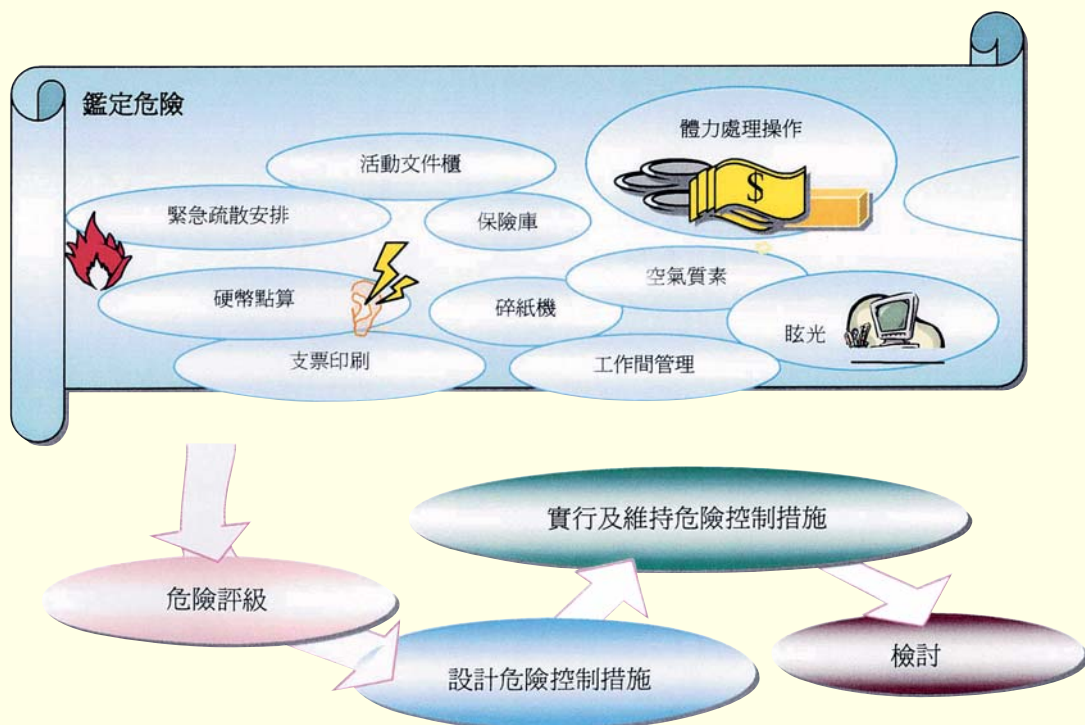 鑑定危險
體力處理操作
$
活動文件櫃
緊急疏散安排
保險庫
空氣質素
硬幣點算
碎紙機
眩光
支票印刷
工作間管理
實行及維持危險控制措施
危險評級
檢討
設計危險控制措施